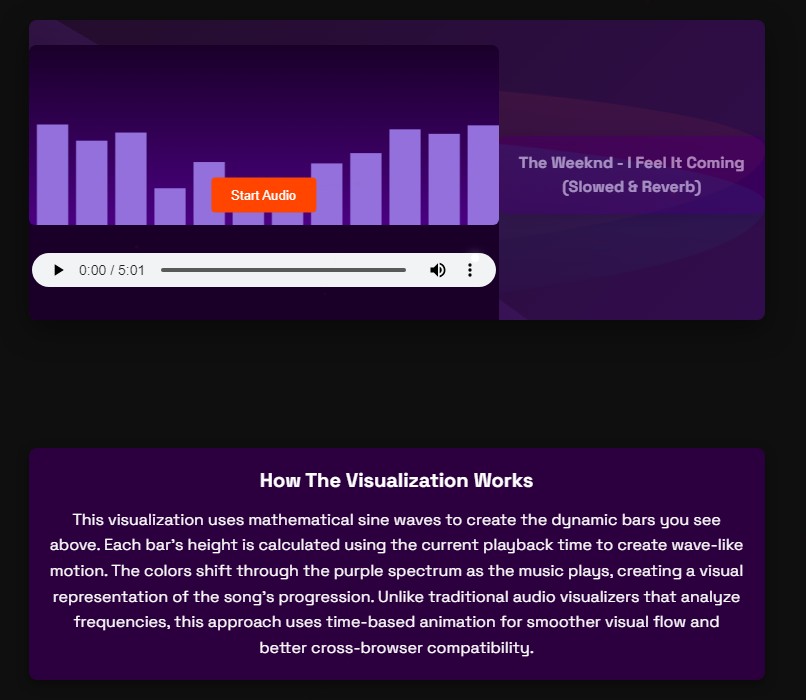 The Weeknd - I Feel It Coming
(Slowed & Reverb)
Start Audio
0:00 / 5:01
How The Visualization Works
This visualization uses mathematical sine waves to create the dynamic bars you see
above. Each bar's height is calculated using the current playback time to create wave-like
motion. The colors shift through the purple spectrum as the music plays, creating a visual
representation of the song's progression. Unlike traditional audio visualizers that analyze
frequencies, this approach uses time-based animation for smoother visual flow and
better cross-browser compatibility.